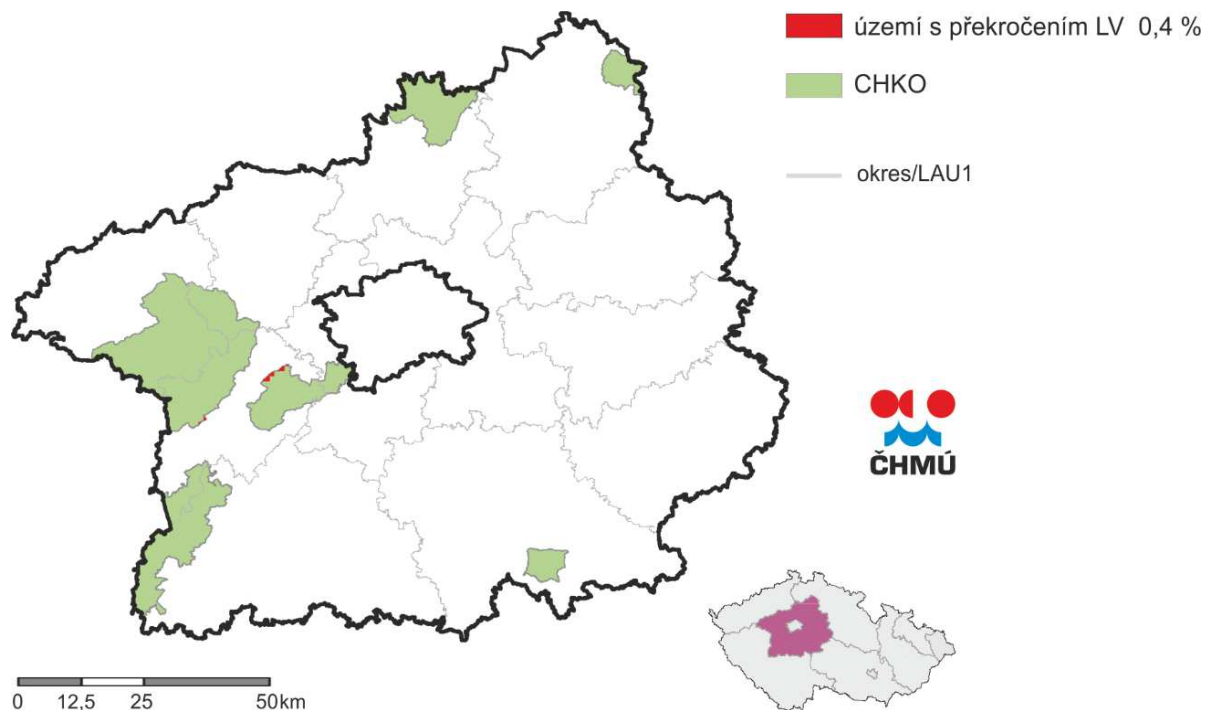 území s překročením LV 0,4 %
CHKO
okres/LAU1
ČHMÚ
0 12,5 25 50km